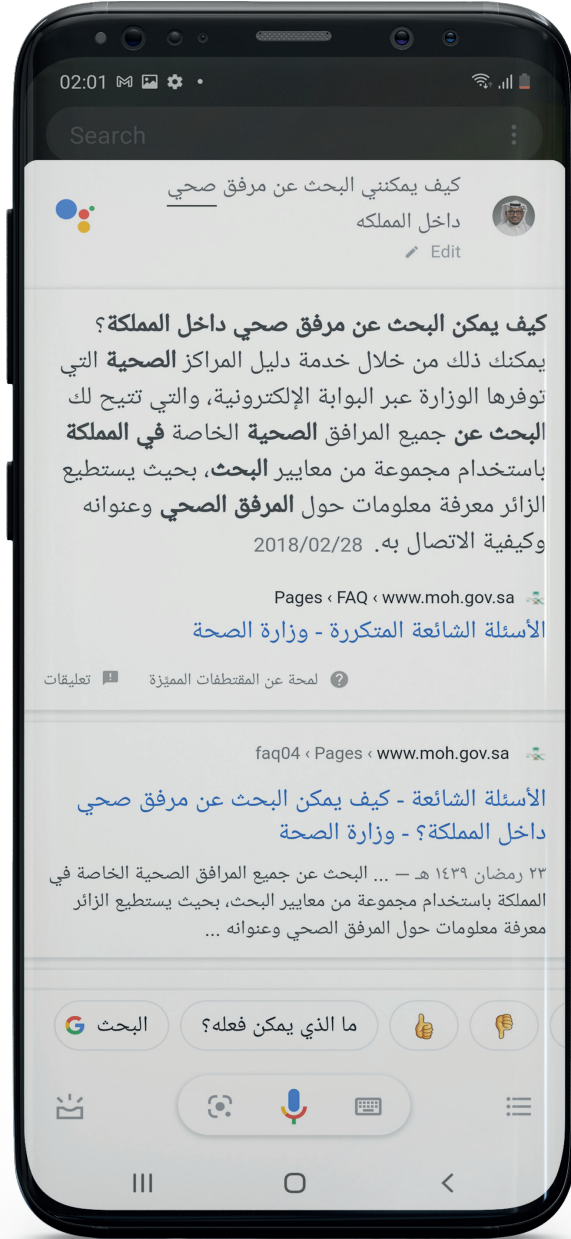 02:01
Search
كيف يمكنني البحث عن مرفق صحي
داخل المملكه
Edit
كيف يمكن البحث عن مرفق صحي داخل المملكة؟
يمكنك ذلك من خلال خدمة دليل المراكز الصحية التي
توفرها الوزارة عبر البوابة الإلكترونية، والتي تتيح لك
البحث عن جميع المرافق الصحية الخاصة في المملكة
باستخدام مجموعة من معايير البحث، بحيث يستطيع
الزائر معرفة معلومات حول المرفق الصحي وعنوانه
وكيفية الاتصال به. 2018/02/28
Pages ‹ FAQ ‹ www.moh.gov.sa
الأسئلة الشائعة المتكررة - وزارة الصحة
لمحة عن المقتطفات المميّزة تعليقات
faq04 ‹ Pages ‹ www.moh.gov.sa
الأسئلة الشائعة - كيف يمكن البحث عن مرفق صحي
داخل المملكة؟ - وزارة الصحة
٢٣ رمضان ١٤٣٩ هـ — ... البحث عن جميع المرافق الصحية الخاصة في
المملكة باستخدام مجموعة من معايير البحث، بحيث يستطيع الزائر
معرفة معلومات حول المرفق الصحي وعنوانه ...
ما الذي يمكن فعله؟ البحث G